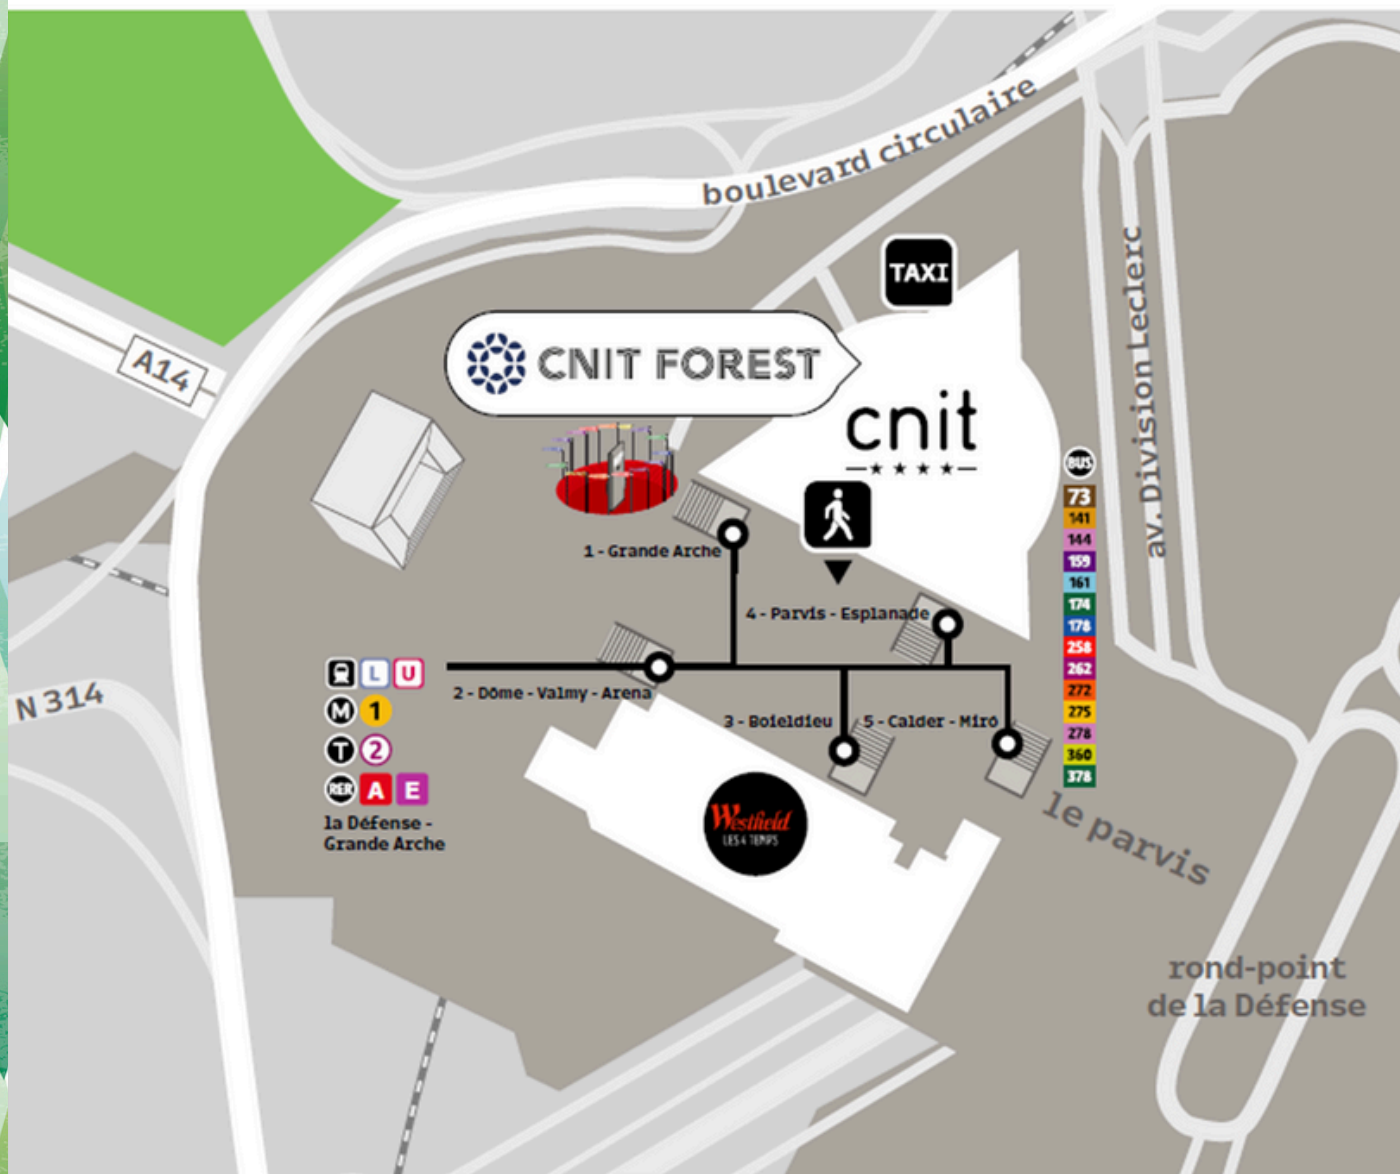 boulevard circulaire
TAXI
av. Division Leclerc
A14
CNIT FOREST
cnit
BUS
73
141
144
159
161
174
178
258
262
272
275
278
360
378
1 - Grande Arche
4 - Parvis - Esplanade
L U
N 314
2 - Dôme - Valmy - Arena
M 1
3 - Boieldieu
5 - Calder - Miró
T 2
RER A E
la Défense -
Grande Arche
Westfield
LES 4 TEMPS
le parvis
rond-point
de la Défense